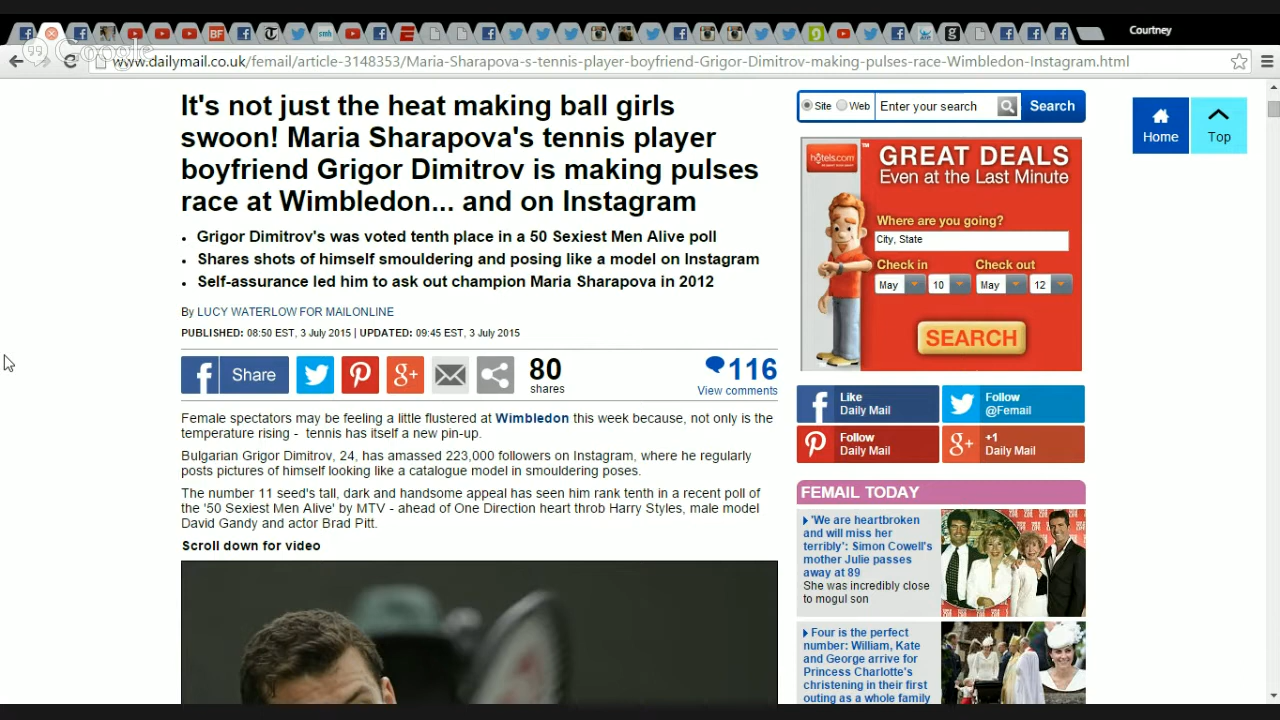 Courtney
Google
www.dailymail.co.uk/femail/article-3148353/Maria-Sharapova-s-tennis-player-boyfriend-Grigor-Dimitrov-making-pulses-race-Wimbledon-Instagram.html
It's not just the heat making ball girls
swoon! Maria Sharapova's tennis player
boyfriend Grigor Dimitrov is making pulses
race at Wimbledon... and on Instagram
• Grigor Dimitrov's was voted tenth place in a 50 Sexiest Men Alive poll
• Shares shots of himself smouldering and posing like a model on Instagram
• Self-assurance led him to ask out champion Maria Sharapova in 2012
By LUCY WATERLOW FOR MAILONLINE
PUBLISHED: 08:50 EST, 3 July 2015 | UPDATED: 09:45 EST, 3 July 2015
Share
80
shares
116
View comments
Female spectators may be feeling a little flustered at Wimbledon this week because, not only is the
temperature rising - tennis has itself a new pin-up.
Bulgarian Grigor Dimitrov, 24, has amassed 223,000 followers on Instagram, where he regularly
posts pictures of himself looking like a catalogue model in smouldering poses.
The number 11 seed's tall, dark and handsome appeal has seen him rank tenth in a recent poll of
the '50 Sexiest Men Alive' by MTV - ahead of One Direction heart throb Harry Styles, male model
David Gandy and actor Brad Pitt.
Scroll down for video
Site Web Enter your search Search
Home
Top
hotels.com
GREAT DEALS
Even at the Last Minute
Where are you going?
City, State
Check in Check out
May 10 May 12
SEARCH
Like
Daily Mail
Follow
@Femail
Follow
Daily Mail
+1
Daily Mail
FEMAIL TODAY
'We are heartbroken
and will miss her
terribly': Simon Cowell's
mother Julie passes
away at 89
She was incredibly close
to mogul son
Four is the perfect
number: William, Kate
and George arrive for
Princess Charlotte's
christening in their first
outing as a whole family